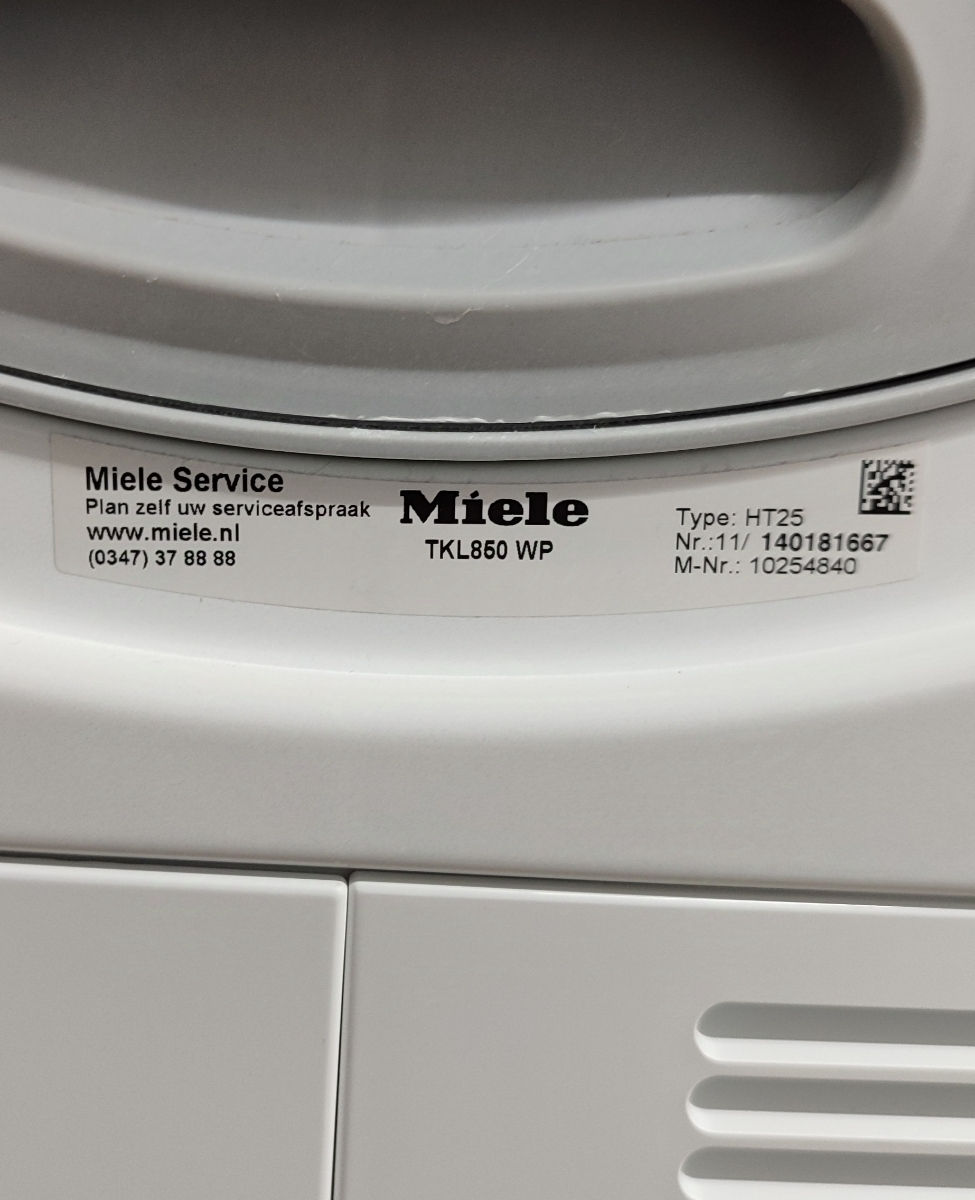 Miele Service
Plan zelf uw serviceafspraak
www.miele.nl
(0347) 37 88 88
Miele
TKL850 WP
Type: HT25
Nr.:11/ 140181667
M-Nr.: 10254840